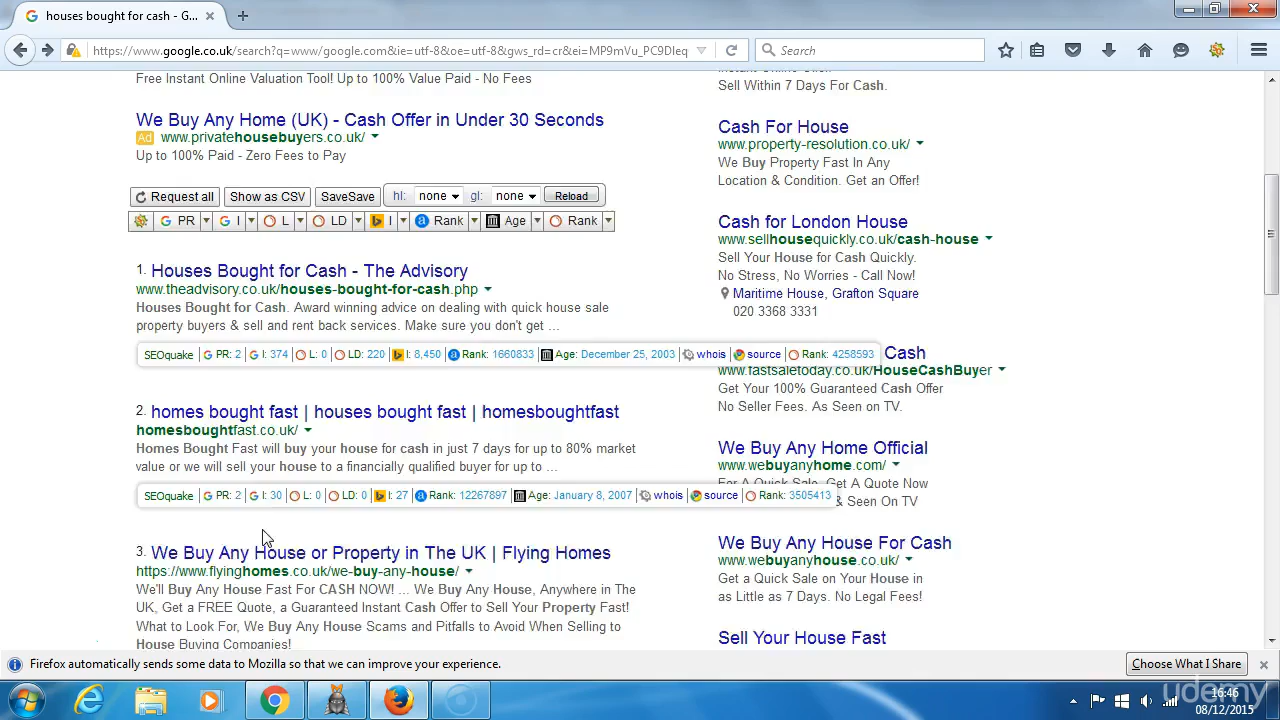 houses bought for cash - G...
https://www.google.co.uk/search?q=www/google.com&ie=utf-8&oe=utf-8&gws_rd=cr&ei=MP9mVu_PC9Dleq
Search
Free Instant Online Valuation Tool! Up to 100% Value Paid - No Fees
We Buy Any Home (UK) - Cash Offer in Under 30 Seconds
Ad www.privatehousebuyers.co.uk/
Up to 100% Paid - Zero Fees to Pay
Request all Show as CSV SaveSave hl: none gl: none Reload
PR I L LD I Rank Age Rank
1. Houses Bought for Cash - The Advisory
www.theadvisory.co.uk/houses-bought-for-cash.php
Houses Bought for Cash. Award winning advice on dealing with quick house sale
property buyers & sell and rent back services. Make sure you don't get ...
SEOquake PR: 2 I: 374 L: 0 LD: 220 I: 8,450 Rank: 1660833 Age: December 25, 2003 whois source Rank: 4258593
2. homes bought fast | houses bought fast | homesboughtfast
homesboughtfast.co.uk/
Homes Bought Fast will buy your house for cash in just 7 days for up to 80% market
value or we will sell your house to a financially qualified buyer for up to ...
SEOquake PR: 2 I: 30 L: 0 LD: 0 I: 27 Rank: 12267897 Age: January 8, 2007 whois source Rank: 3505413
3. We Buy Any House or Property in The UK | Flying Homes
https://www.flyinghomes.co.uk/we-buy-any-house/
We'll Buy Any House Fast For CASH NOW! ... We Buy Any House, Anywhere in The
UK, Get a FREE Quote, a Guaranteed Instant Cash Offer to Sell Your Property Fast!
What to Look For, We Buy Any House Scams and Pitfalls to Avoid When Selling to
House Buying Companies!
Sell Within 7 Days For Cash.
Cash For House
www.property-resolution.co.uk/
We Buy Property Fast In Any
Location & Condition. Get an Offer!
Cash for London House
www.sellhousequickly.co.uk/cash-house
Sell Your House for Cash Quickly.
No Stress, No Worries - Call Now!
Maritime House, Grafton Square
020 3368 3331
Cash
www.fastsaletoday.co.uk/HouseCashBuyer
Get Your 100% Guaranteed Cash Offer
No Seller Fees. As Seen on TV.
We Buy Any Home Official
www.webuyanyhome.com/
For A Quick Sale, Get A Quote Now
& Seen On TV
We Buy Any House For Cash
www.webuyanyhouse.co.uk/
Get a Quick Sale on Your House in
as Little as 7 Days. No Legal Fees!
Sell Your House Fast
Firefox automatically sends some data to Mozilla so that we can improve your experience.
Choose What I Share
udemy
16:46
08/12/2015